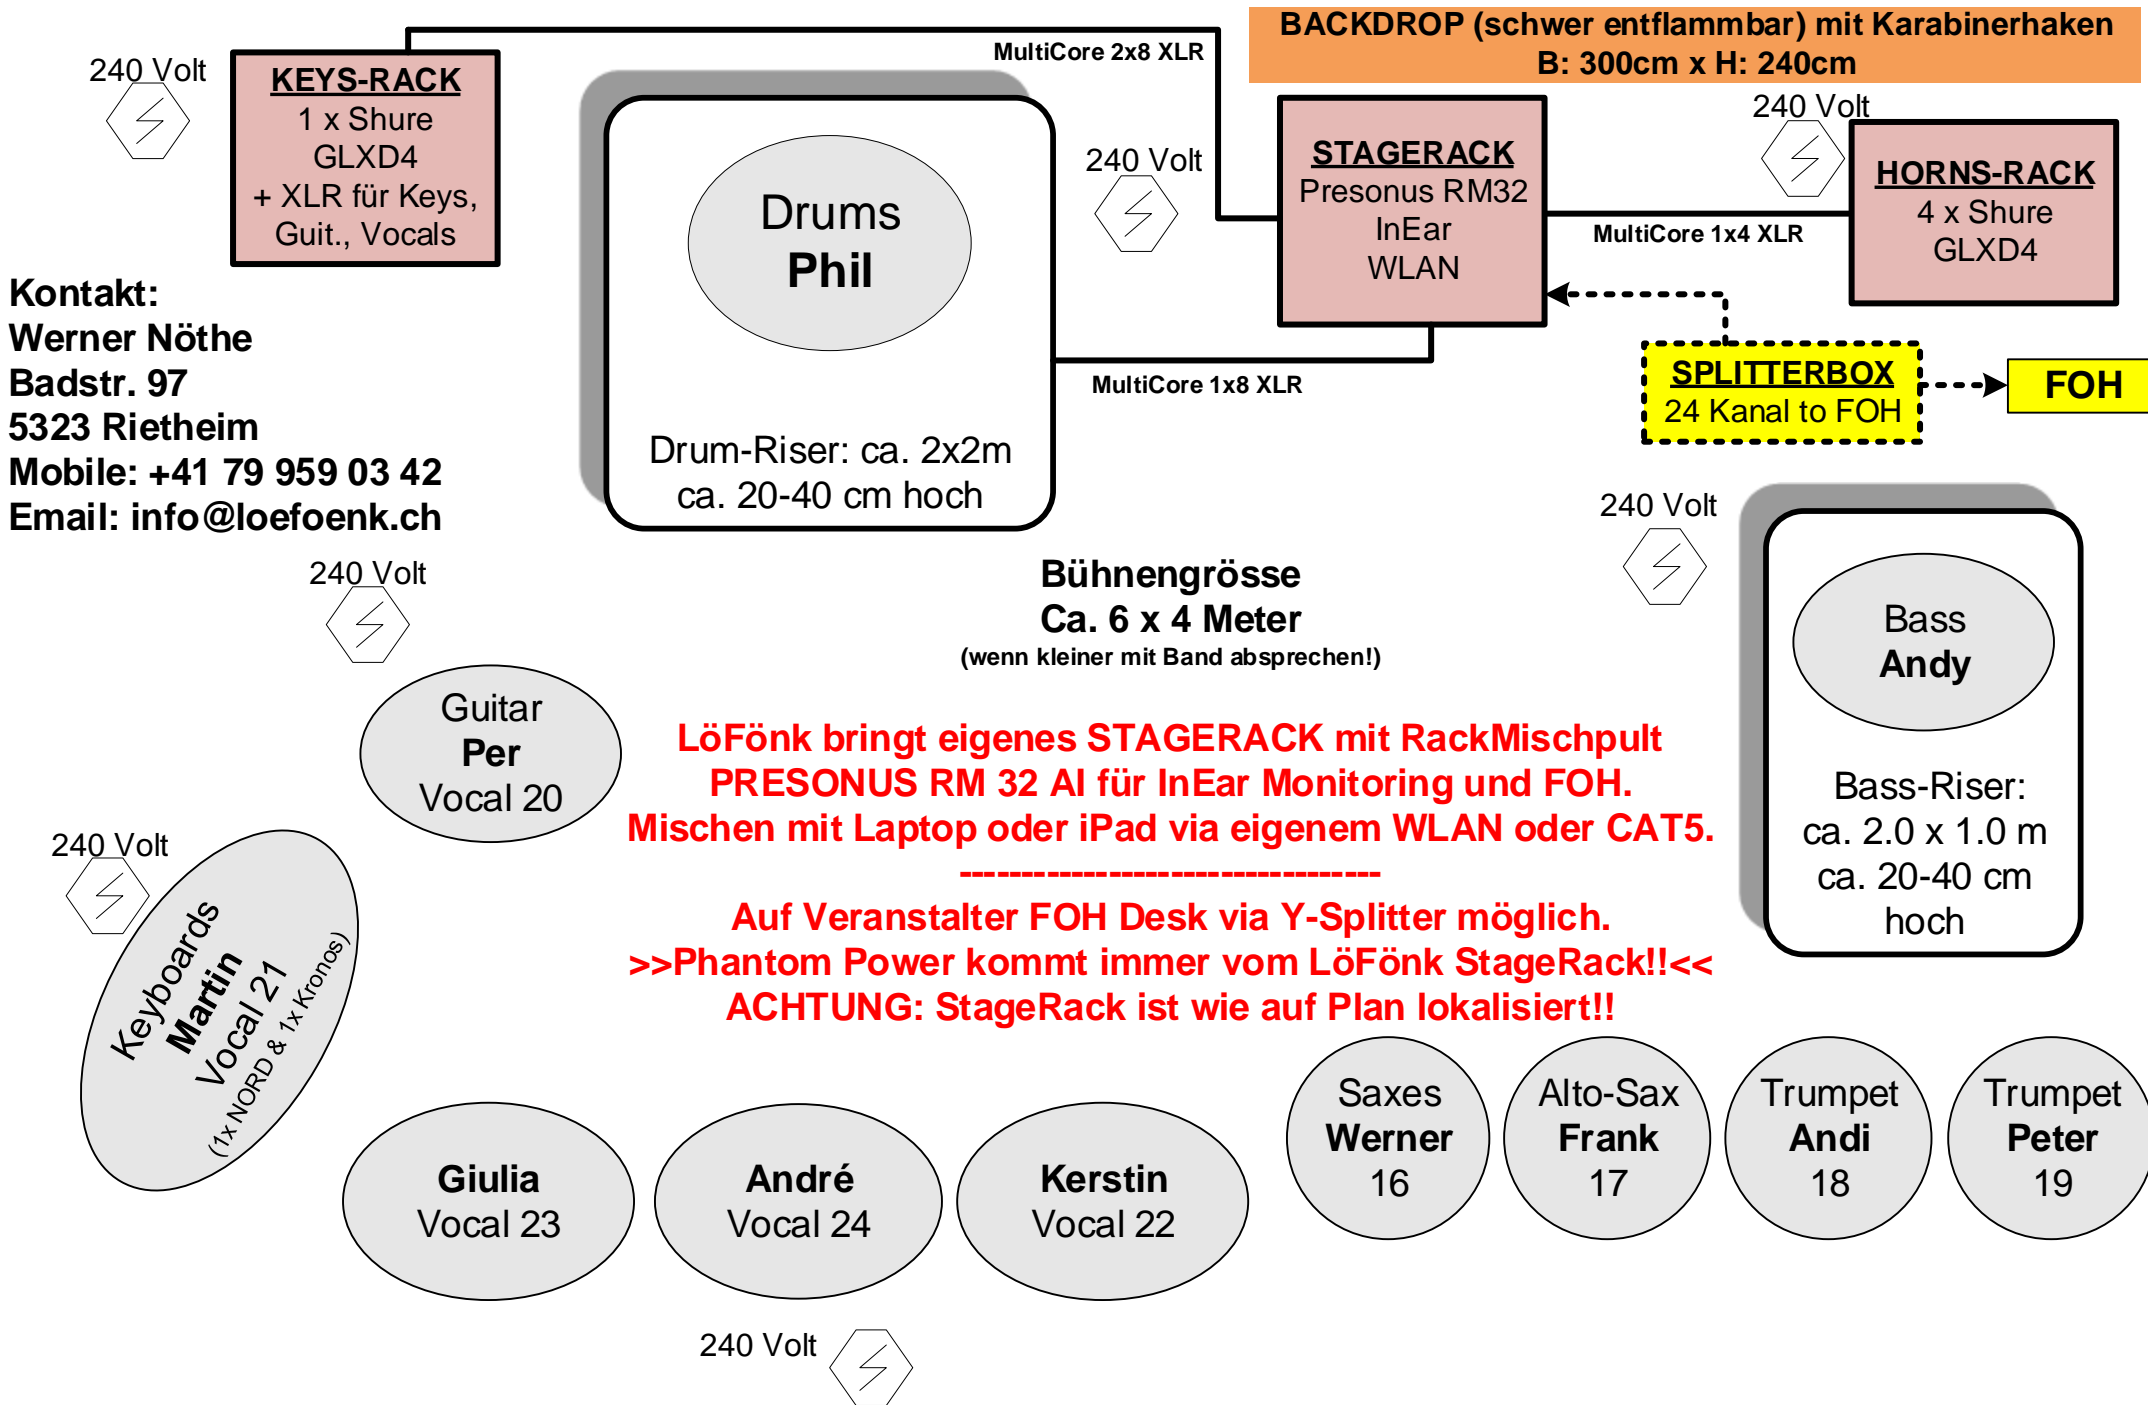 BACKDROP (schwer entflammbar) mit Karabinerhaken
B: 300cm x H: 240cm
240 Volt
KEYS-RACK
1 x Shure
GLXD4
+ XLR für Keys,
Guit., Vocals
MultiCore 2x8 XLR
Drums
Phil
Drum-Riser: ca. 2x2m
ca. 20-40 cm hoch
240 Volt
STAGERACK
Presonus RM32
InEar
WLAN
MultiCore 1x4 XLR
240 Volt
HORNS-RACK
4 x Shure
GLXD4
MultiCore 1x8 XLR
SPLITTERBOX
24 Kanal to FOH
FOH
Kontakt:
Werner Nöthe
Badstr. 97
5323 Rietheim
Mobile: +41 79 959 03 42
Email: info@loefoenk.ch
240 Volt
Bühnengrösse
Ca. 6 x 4 Meter
(wenn kleiner mit Band absprechen!)
240 Volt
Bass
Andy
Bass-Riser:
ca. 2.0 x 1.0 m
ca. 20-40 cm
hoch
Guitar
Per
Vocal 20
LöFönk bringt eigenes STAGERACK mit RackMischpult
PRESONUS RM 32 AI für InEar Monitoring und FOH.
Mischen mit Laptop oder iPad via eigenem WLAN oder CAT5.
----------------------------------
Auf Veranstalter FOH Desk via Y-Splitter möglich.
>>Phantom Power kommt immer vom LöFönk StageRack!!<<
ACHTUNG: StageRack ist wie auf Plan lokalisiert!!
240 Volt
Keyboards
Martin
Vocal 21
(1x NORD & 1x Kronos)
Giulia
Vocal 23
André
Vocal 24
Kerstin
Vocal 22
Saxes
Werner
16
Alto-Sax
Frank
17
Trumpet
Andi
18
Trumpet
Peter
19
240 Volt